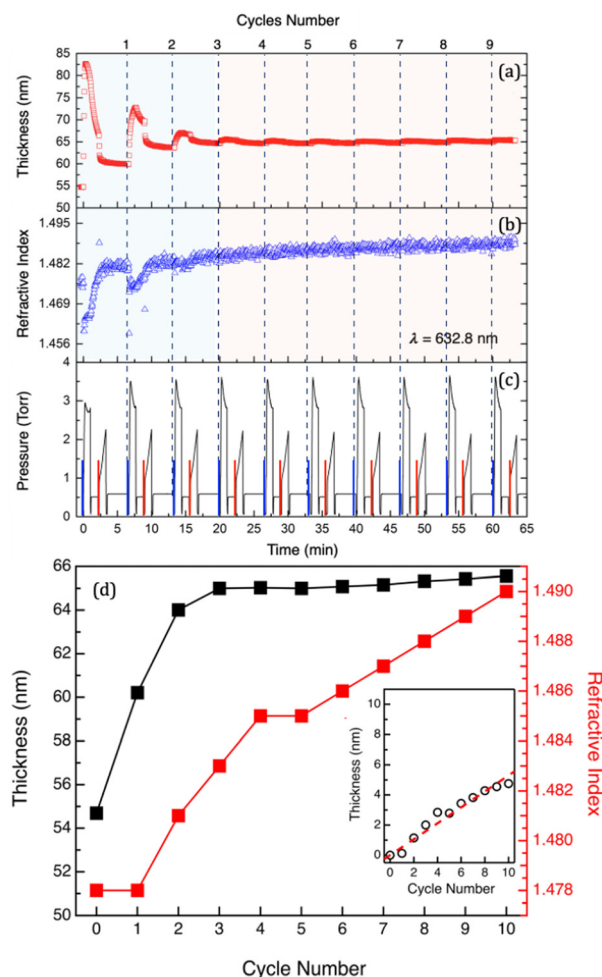 Cycles Number
1 2 3 4 5 6 7 8 9
85
80
75
70
65
60
55
50
Thickness (nm)
(a)
1.495
1.482
1.469
1.456
Refractive Index
(b)
λ = 632.8 nm
4
3
2
1
0
Pressure (Torr)
(c)
0 5 10 15 20 25 30 35 40 45 50 55 60 65
Time (min)
66
64
62
60
58
56
54
52
50
Thickness (nm)
(d)
1.490
1.488
1.486
1.484
1.482
1.480
1.478
Refractive Index
10
8
6
4
2
0
Thickness (nm)
0 2 4 6 8 10
Cycle Number
0 1 2 3 4 5 6 7 8 9 10
Cycle Number